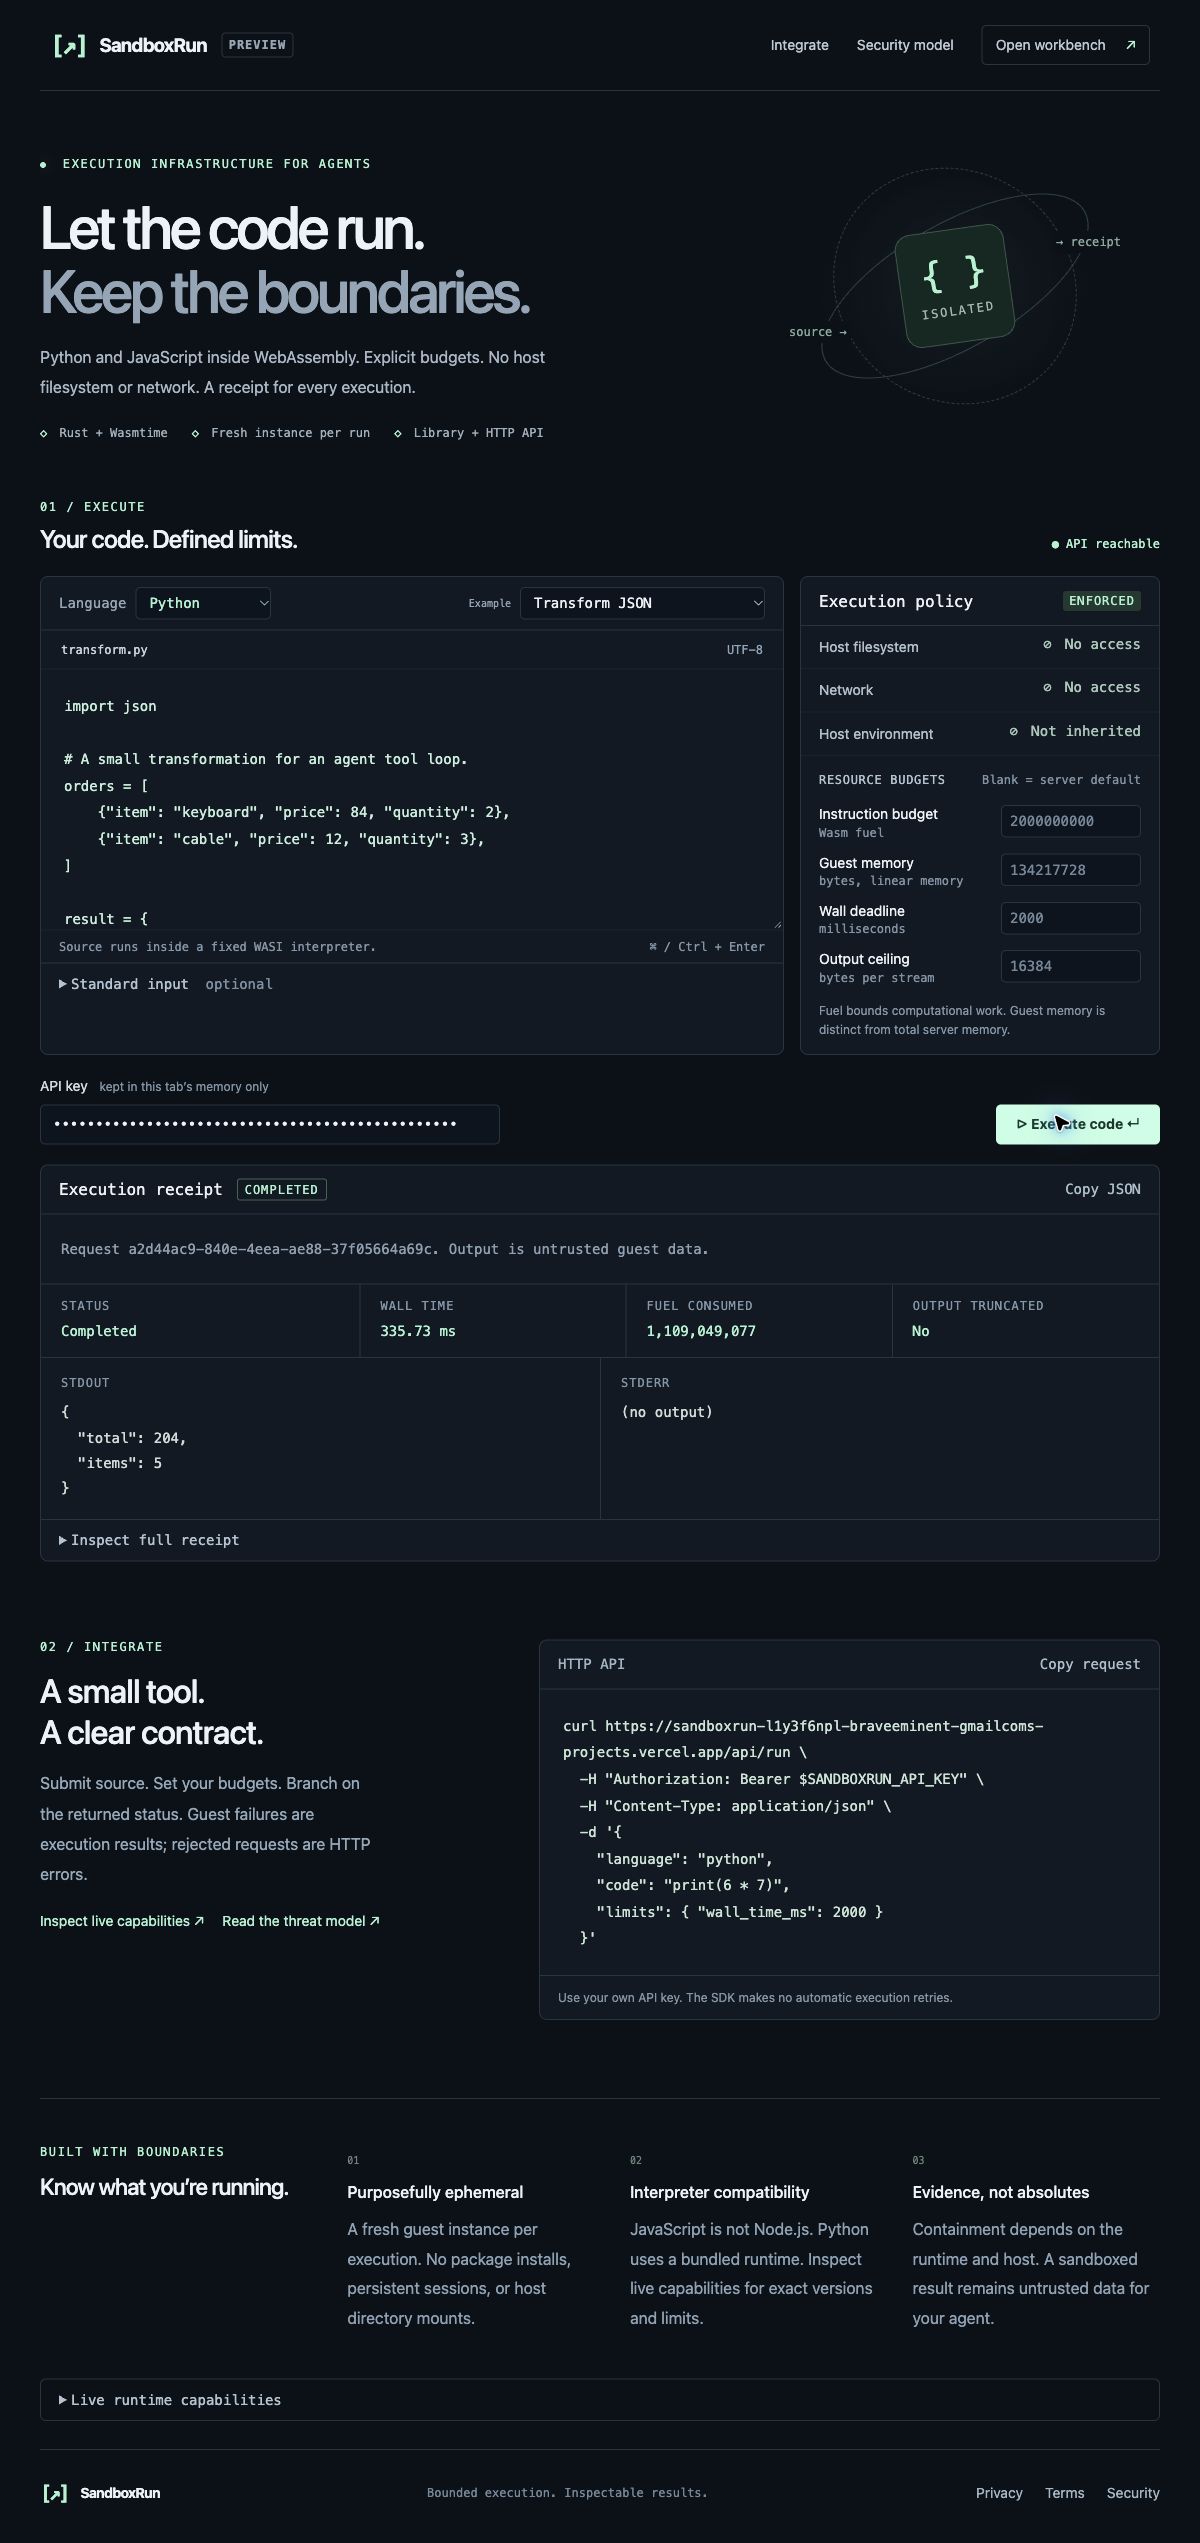 SandboxRun PREVIEW
Integrate Security model Open workbench ↗
● EXECUTION INFRASTRUCTURE FOR AGENTS
Let the code run.
Keep the boundaries.
Python and JavaScript inside WebAssembly. Explicit budgets. No host
filesystem or network. A receipt for every execution.
◇ Rust + Wasmtime ◇ Fresh instance per run ◇ Library + HTTP API
→ receipt
{ }
ISOLATED
source →
01 / EXECUTE
Your code. Defined limits.
● API reachable
Language Python Example Transform JSON
transform.py UTF-8
import json
# A small transformation for an agent tool loop.
orders = [
    {"item": "keyboard", "price": 84, "quantity": 2},
    {"item": "cable", "price": 12, "quantity": 3},
]
result = {
Source runs inside a fixed WASI interpreter. ⌘ / Ctrl + Enter
▶ Standard input optional
Execution policy ENFORCED
Host filesystem ⊘ No access
Network ⊘ No access
Host environment ⊘ Not inherited
RESOURCE BUDGETS Blank = server default
Instruction budget 2000000000
Wasm fuel
Guest memory 134217728
bytes, linear memory
Wall deadline 2000
milliseconds
Output ceiling 16384
bytes per stream
Fuel bounds computational work. Guest memory is
distinct from total server memory.
API key kept in this tab's memory only
▷ Execute code ↵
Execution receipt COMPLETED Copy JSON
Request a2d44ac9-840e-4eea-ae88-37f05664a69c. Output is untrusted guest data.
STATUS WALL TIME FUEL CONSUMED OUTPUT TRUNCATED
Completed 335.73 ms 1,109,049,077 No
STDOUT
{
  "total": 204,
  "items": 5
}
STDERR
(no output)
▶ Inspect full receipt
02 / INTEGRATE
A small tool.
A clear contract.
Submit source. Set your budgets. Branch on
the returned status. Guest failures are
execution results; rejected requests are HTTP
errors.
Inspect live capabilities ↗ Read the threat model ↗
HTTP API Copy request
curl https://sandboxrun-l1y3f6npl-braveeminent-gmailcoms-
projects.vercel.app/api/run \
  -H "Authorization: Bearer $SANDBOXRUN_API_KEY" \
  -H "Content-Type: application/json" \
  -d '{
    "language": "python",
    "code": "print(6 * 7)",
    "limits": { "wall_time_ms": 2000 }
  }'
Use your own API key. The SDK makes no automatic execution retries.
BUILT WITH BOUNDARIES
Know what you’re running.
01
Purposefully ephemeral
A fresh guest instance per
execution. No package installs,
persistent sessions, or host
directory mounts.
02
Interpreter compatibility
JavaScript is not Node.js. Python
uses a bundled runtime. Inspect
live capabilities for exact versions
and limits.
03
Evidence, not absolutes
Containment depends on the
runtime and host. A sandboxed
result remains untrusted data for
your agent.
▶ Live runtime capabilities
SandboxRun
Bounded execution. Inspectable results.
Privacy Terms Security